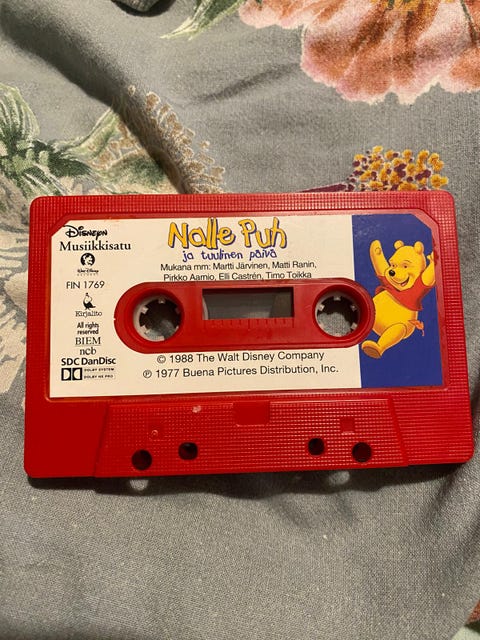 Disneyn
Musiikkisatu
Walt Disney
RECORDS
FIN 1769
Kirjalito
All rights
reserved
BIEM
ncb
SDC DanDisc
DOLBY SYSTEM
DOLBY HX PRO
Nalle Puh
ja tuulinen päivä
Mukana mm: Martti Järvinen, Matti Ranin,
Pirkko Aarnio, Elli Castrén, Timo Toikka
© 1988 The Walt Disney Company
℗ 1977 Buena Pictures Distribution, Inc.